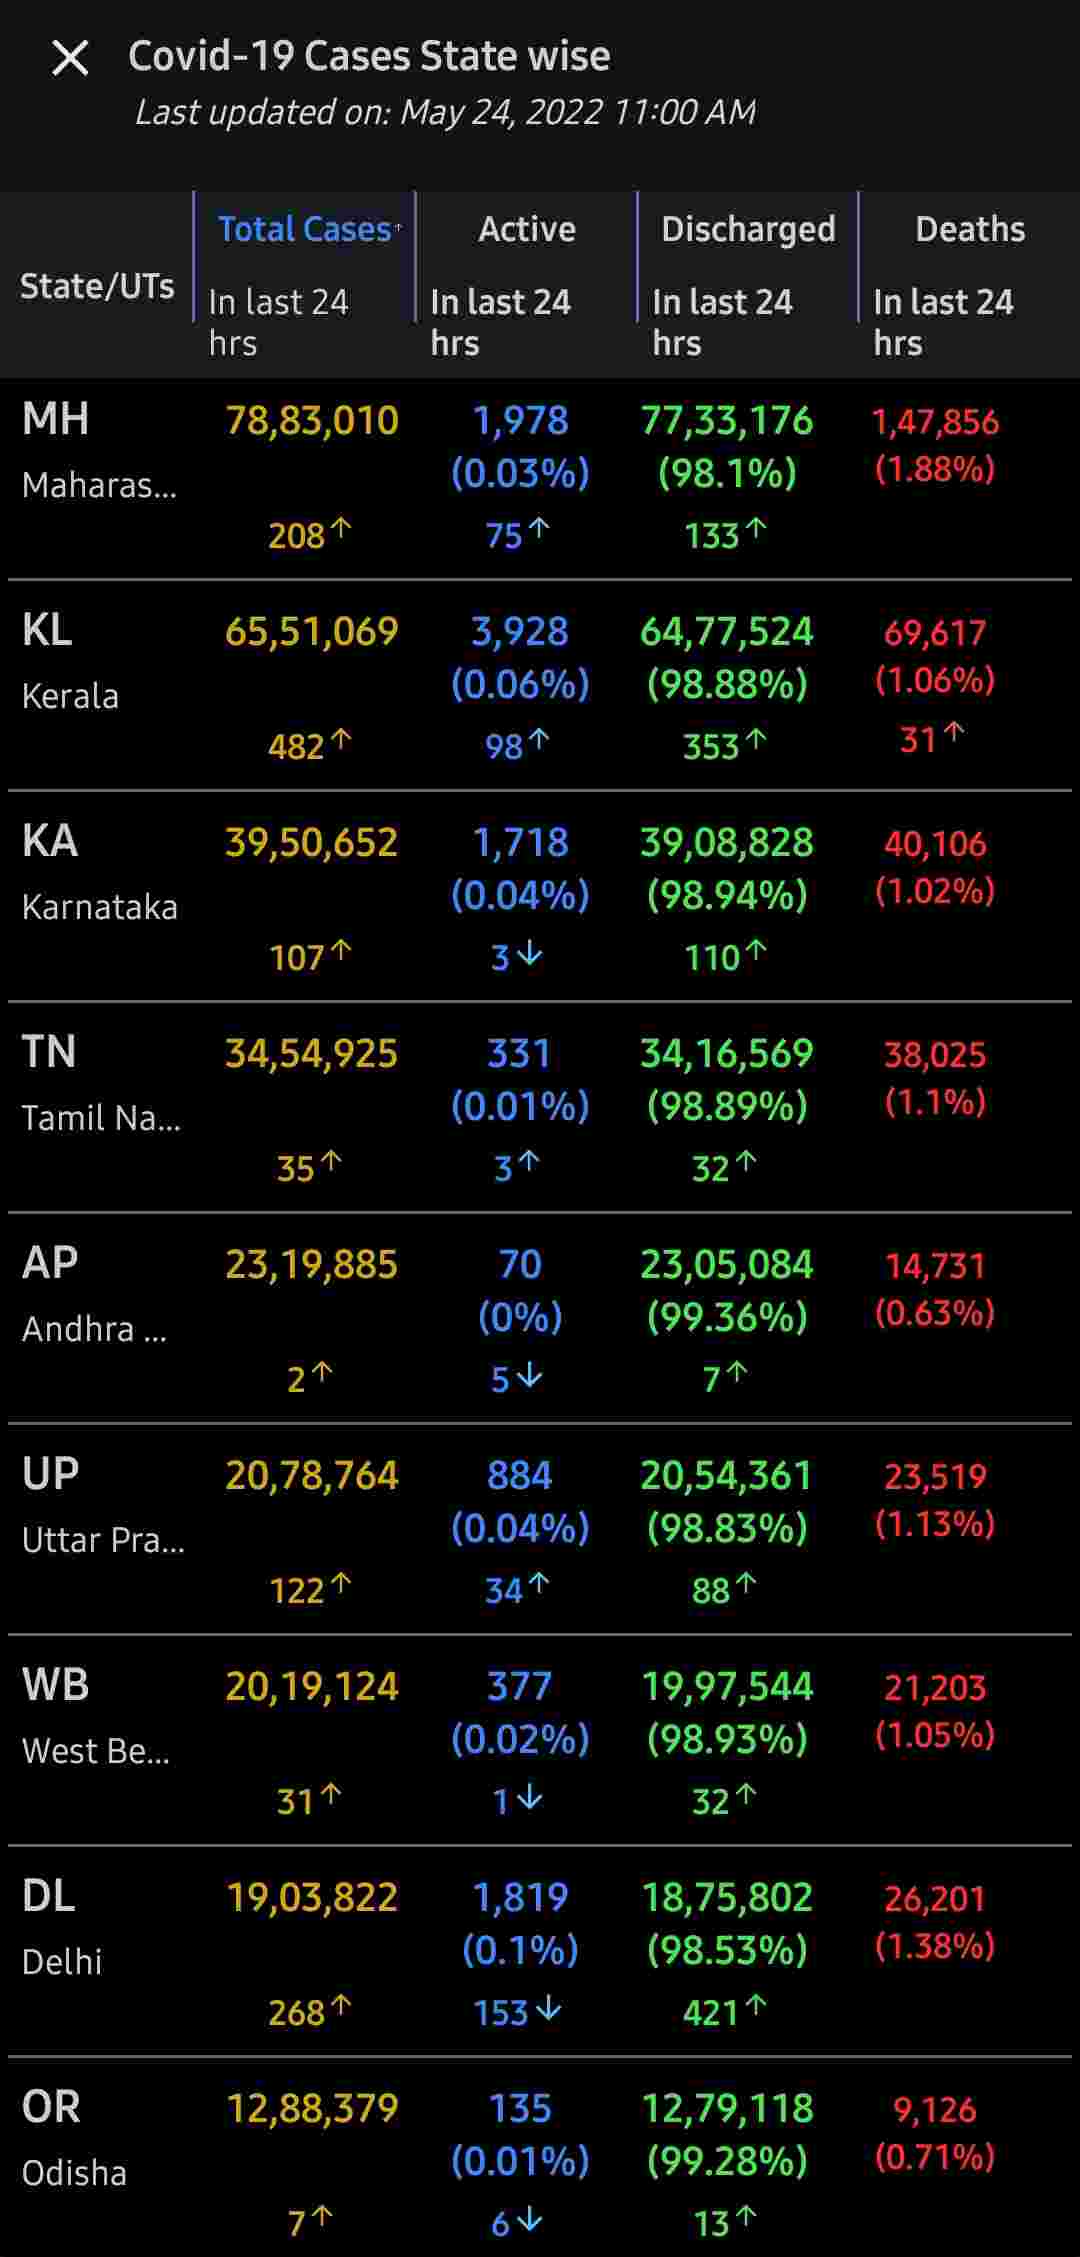 Covid-19 Cases State wise
Last updated on: May 24, 2022 11:00 AM
State/UTs
Total Cases↑ Active Discharged Deaths
In last 24 hrs In last 24 hrs In last 24 hrs In last 24 hrs
MH 78,83,010 1,978 77,33,176 1,47,856
Maharas... (0.03%) (98.1%) (1.88%)
208↑ 75↑ 133↑
KL 65,51,069 3,928 64,77,524 69,617
Kerala (0.06%) (98.88%) (1.06%)
482↑ 98↑ 353↑ 31↑
KA 39,50,652 1,718 39,08,828 40,106
Karnataka (0.04%) (98.94%) (1.02%)
107↑ 3↓ 110↑
TN 34,54,925 331 34,16,569 38,025
Tamil Na... (0.01%) (98.89%) (1.1%)
35↑ 3↑ 32↑
AP 23,19,885 70 23,05,084 14,731
Andhra ... (0%) (99.36%) (0.63%)
2↑ 5↓ 7↑
UP 20,78,764 884 20,54,361 23,519
Uttar Pra... (0.04%) (98.83%) (1.13%)
122↑ 34↑ 88↑
WB 20,19,124 377 19,97,544 21,203
West Be... (0.02%) (98.93%) (1.05%)
31↑ 1↓ 32↑
DL 19,03,822 1,819 18,75,802 26,201
Delhi (0.1%) (98.53%) (1.38%)
268↑ 153↓ 421↑
OR 12,88,379 135 12,79,118 9,126
Odisha (0.01%) (99.28%) (0.71%)
7↑ 6↓ 13↑